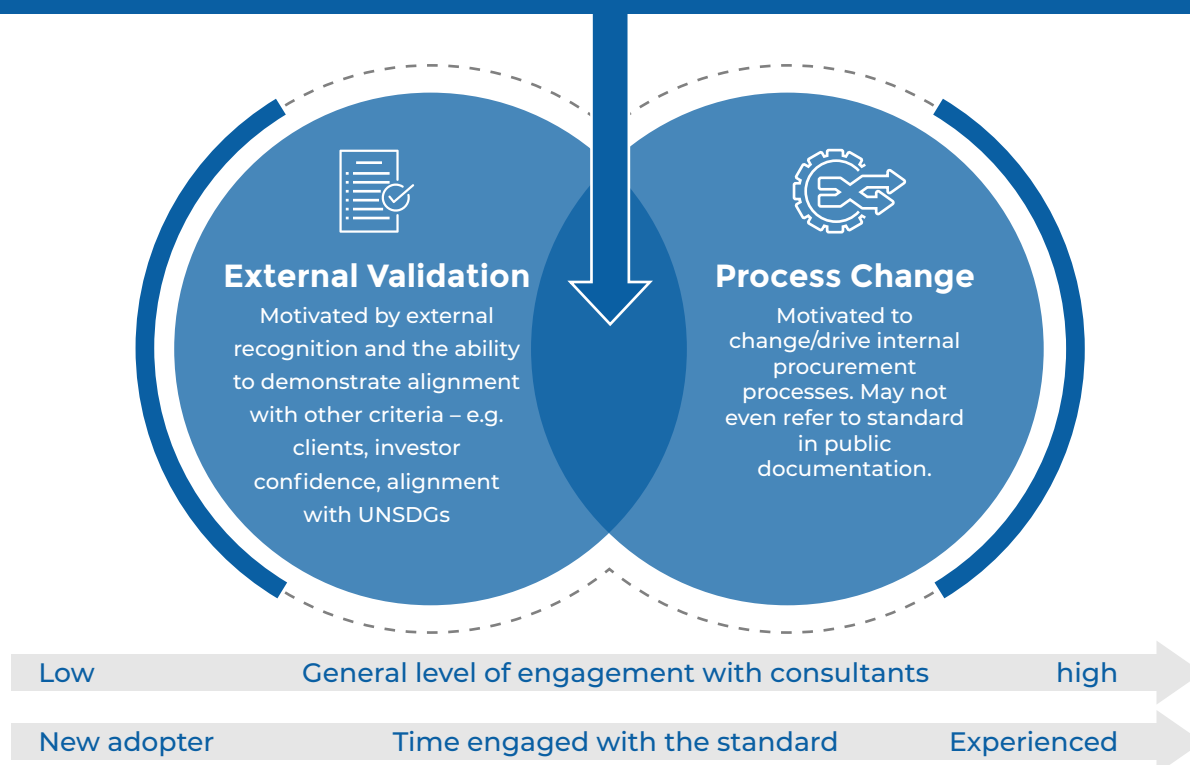 External Validation
Motivated by external
recognition and the ability
to demonstrate alignment
with other criteria – e.g.
clients, investor
confidence, alignment
with UNSDGs
Process Change
Motivated to
change/drive internal
procurement
processes. May not
even refer to standard
in public
documentation.
Low General level of engagement with consultants high
New adopter Time engaged with the standard Experienced